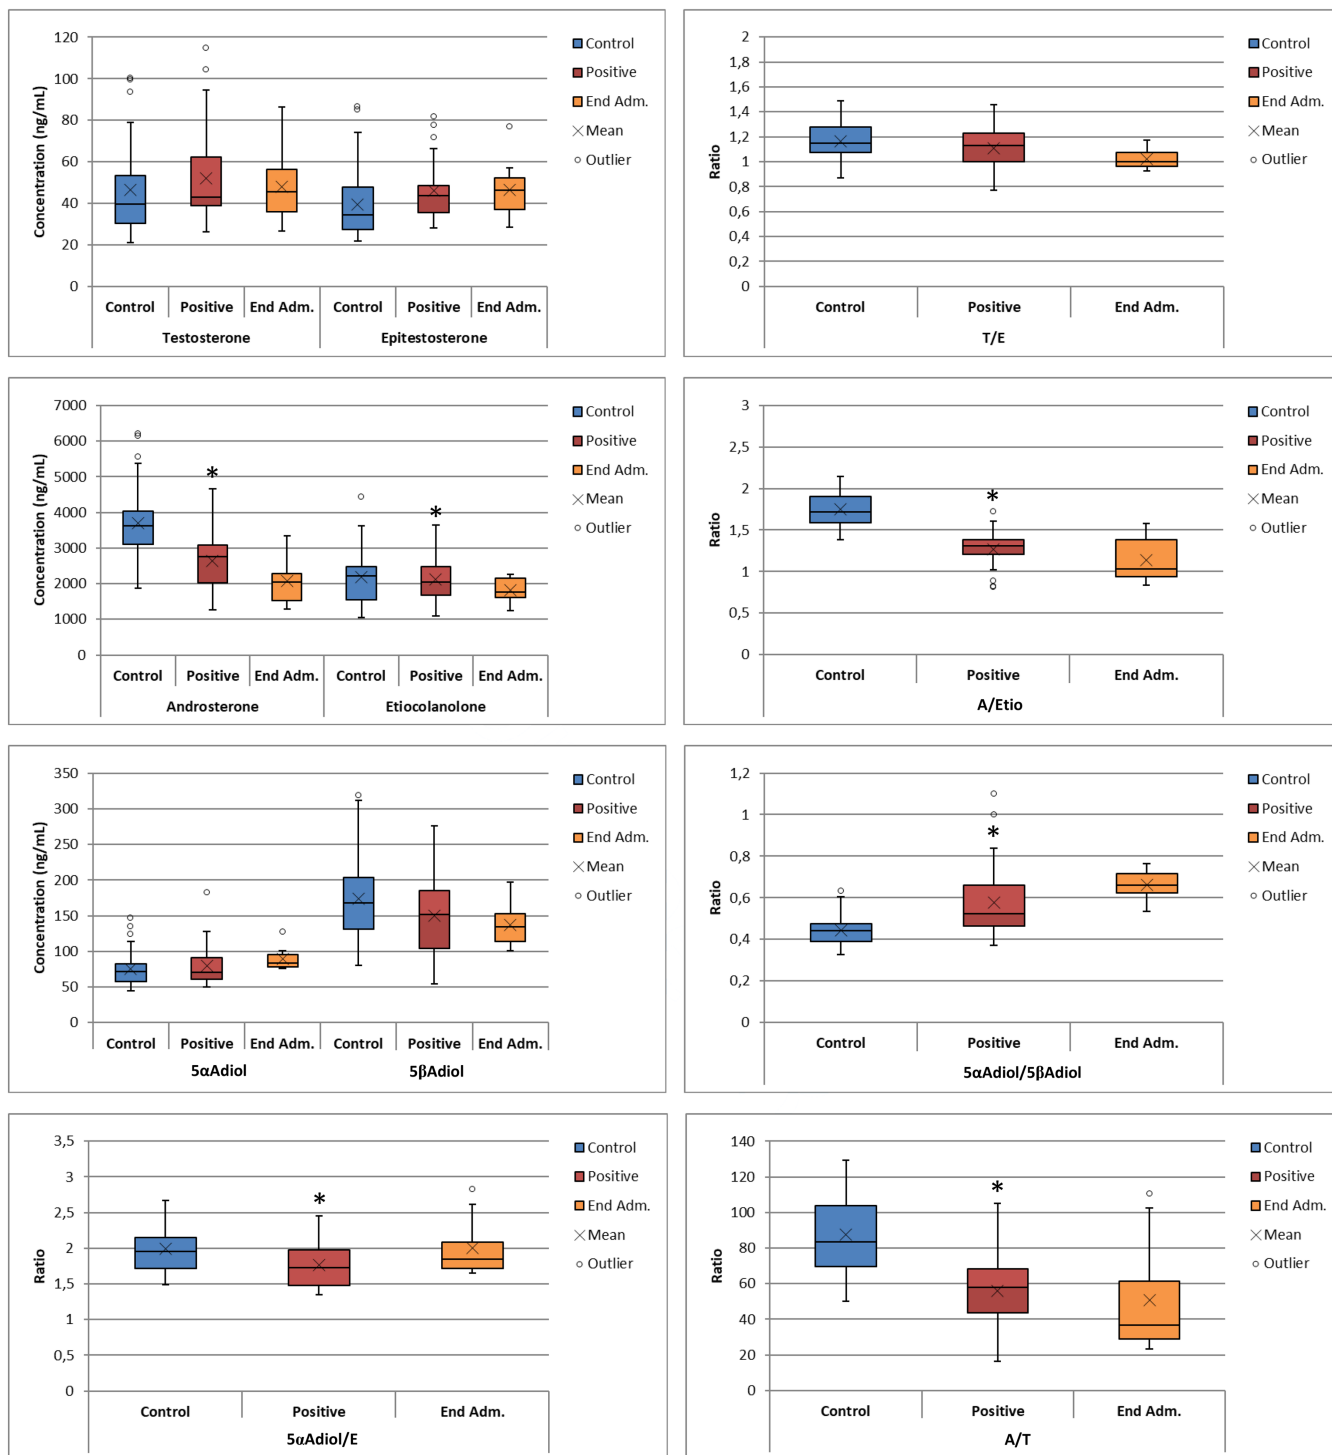 Concentration (ng/mL)
120
100
80
60
40
20
0
Control Positive End Adm. Control Positive End Adm.
Testosterone Epitestosterone
Control
Positive
End Adm.
Mean
Outlier
Ratio
2
1,8
1,6
1,4
1,2
1
0,8
0,6
0,4
0,2
0
Control Positive End Adm.
T/E
Control
Positive
End Adm.
Mean
Outlier
Concentration (ng/mL)
7000
6000
5000
4000
3000
2000
1000
0
*
*
Control Positive End Adm. Control Positive End Adm.
Androsterone Etiocolanolone
Control
Positive
End Adm.
Mean
Outlier
Ratio
3
2,5
2
1,5
1
0,5
0
*
Control Positive End Adm.
A/Etio
Control
Positive
End Adm.
Mean
Outlier
Concentration (ng/mL)
350
300
250
200
150
100
50
0
Control Positive End Adm. Control Positive End Adm.
5αAdiol 5βAdiol
Control
Positive
End Adm.
Mean
Outlier
Ratio
1,2
1
0,8
0,6
0,4
0,2
0
*
Control Positive End Adm.
5αAdiol/5βAdiol
Control
Positive
End Adm.
Mean
Outlier
Ratio
3,5
3
2,5
2
1,5
1
0,5
0
*
Control Positive End Adm.
5αAdiol/E
Control
Positive
End Adm.
Mean
Outlier
Ratio
140
120
100
80
60
40
20
0
*
Control Positive End Adm.
A/T
Control
Positive
End Adm.
Mean
Outlier